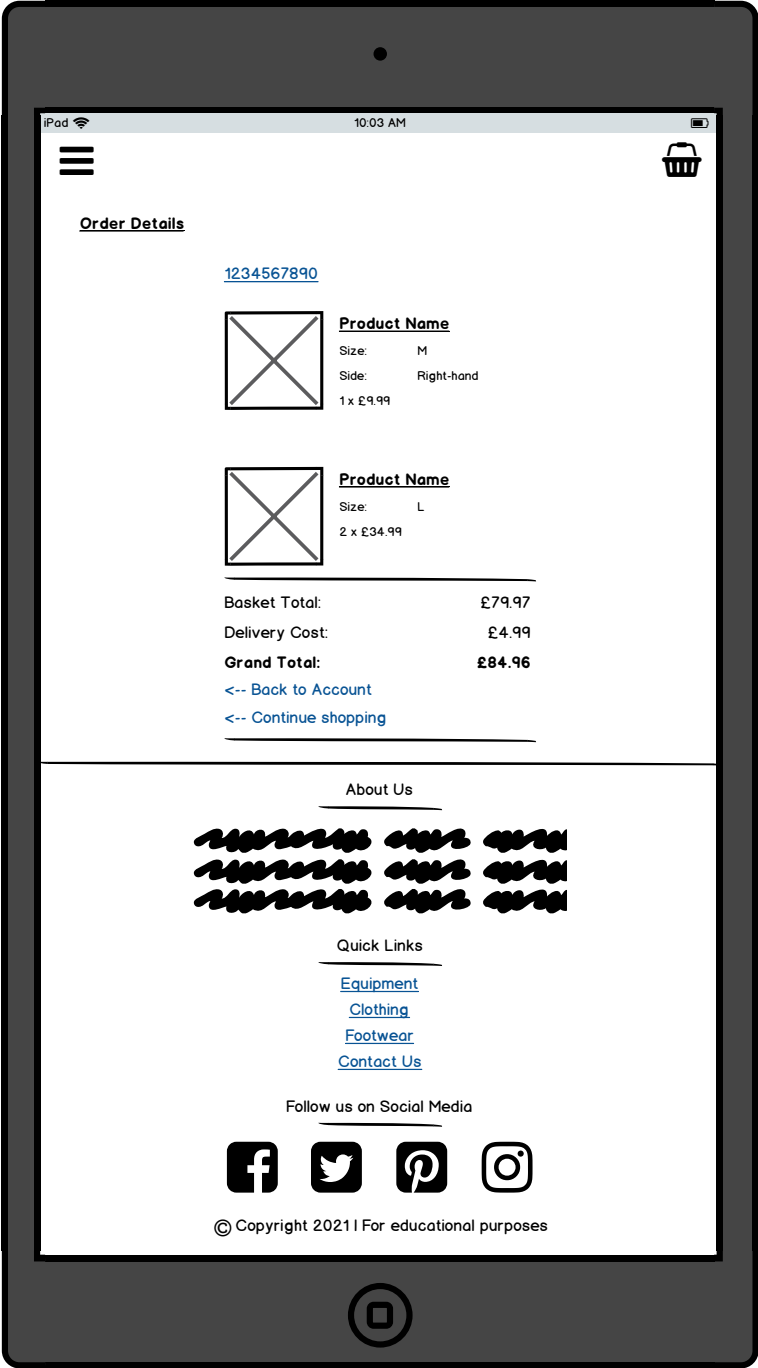 iPad 10:03 AM
Order Details
1234567890
Product Name
Size: M
Side: Right-hand
1 x £9.99
Product Name
Size: L
2 x £34.99
Basket Total: £79.97
Delivery Cost: £4.99
Grand Total: £84.96
<-- Back to Account
<-- Continue shopping
About Us
Quick Links
Equipment
Clothing
Footwear
Contact Us
Follow us on Social Media
© Copyright 2021 | For educational purposes